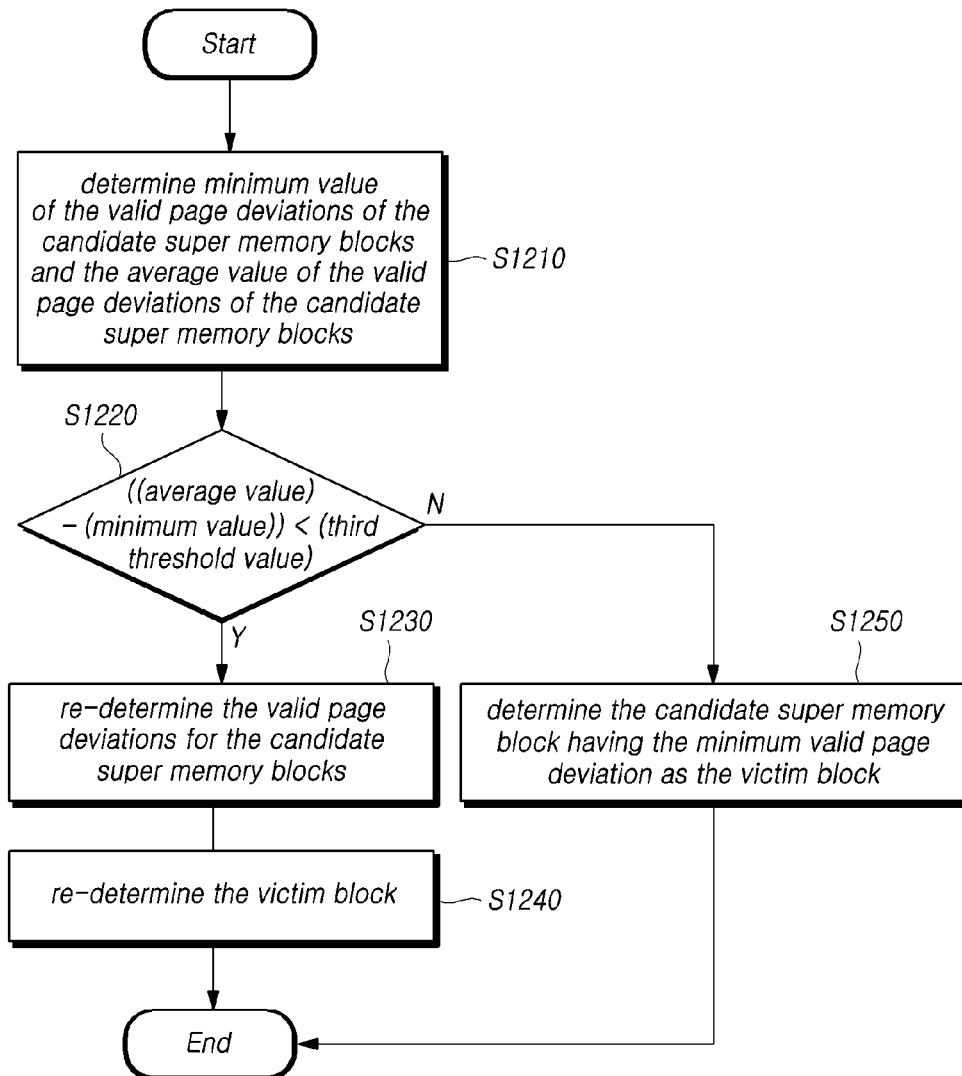 Start
determine minimum value
of the valid page deviations of the
candidate super memory blocks
and the average value of the valid
page deviations of the candidate
super memory blocks
S1210
S1220
((average value)
- (minimum value)) < (third
threshold value)
N
Y
S1230
S1250
re-determine the valid page
deviations for the candidate
super memory blocks
determine the candidate super memory
block having the minimum valid page
deviation as the victim block
re-determine the victim block
S1240
End